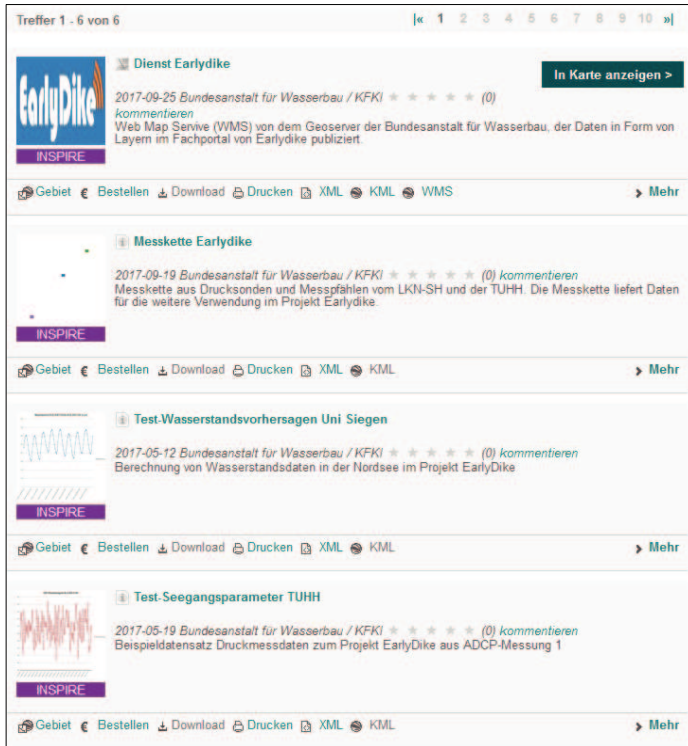 Treffer 1 - 6 von 6 |« 1 2 3 4 5 6 7 8 9 10 »|
EarlyDike
INSPIRE
Dienst Earlydike
In Karte anzeigen >
2017-09-25 Bundesanstalt für Wasserbau / KFKI (0)
kommentieren
Web Map Servive (WMS) von dem Geoserver der Bundesanstalt für Wasserbau, der Daten in Form von
Layern im Fachportal von Earlydike publiziert.
Gebiet € Bestellen Download Drucken XML KML WMS Mehr
Messkette Earlydike
2017-09-19 Bundesanstalt für Wasserbau / KFKI (0) kommentieren
Messkette aus Drucksonden und Messpfählen vom LKN-SH und der TUHH. Die Messkette liefert Daten
für die weitere Verwendung im Projekt Earlydike.
INSPIRE
Gebiet € Bestellen Download Drucken XML KML Mehr
Test-Wasserstandsvorhersagen Uni Siegen
2017-05-12 Bundesanstalt für Wasserbau / KFKI (0) kommentieren
Berechnung von Wasserstandsdaten in der Nordsee im Projekt EarlyDike
INSPIRE
Gebiet € Bestellen Download Drucken XML KML Mehr
Test-Seegangsparameter TUHH
2017-05-19 Bundesanstalt für Wasserbau / KFKI (0) kommentieren
Beispieldatensatz Druckmessdaten zum Projekt EarlyDike aus ADCP-Messung 1
INSPIRE
Gebiet € Bestellen Download Drucken XML KML Mehr